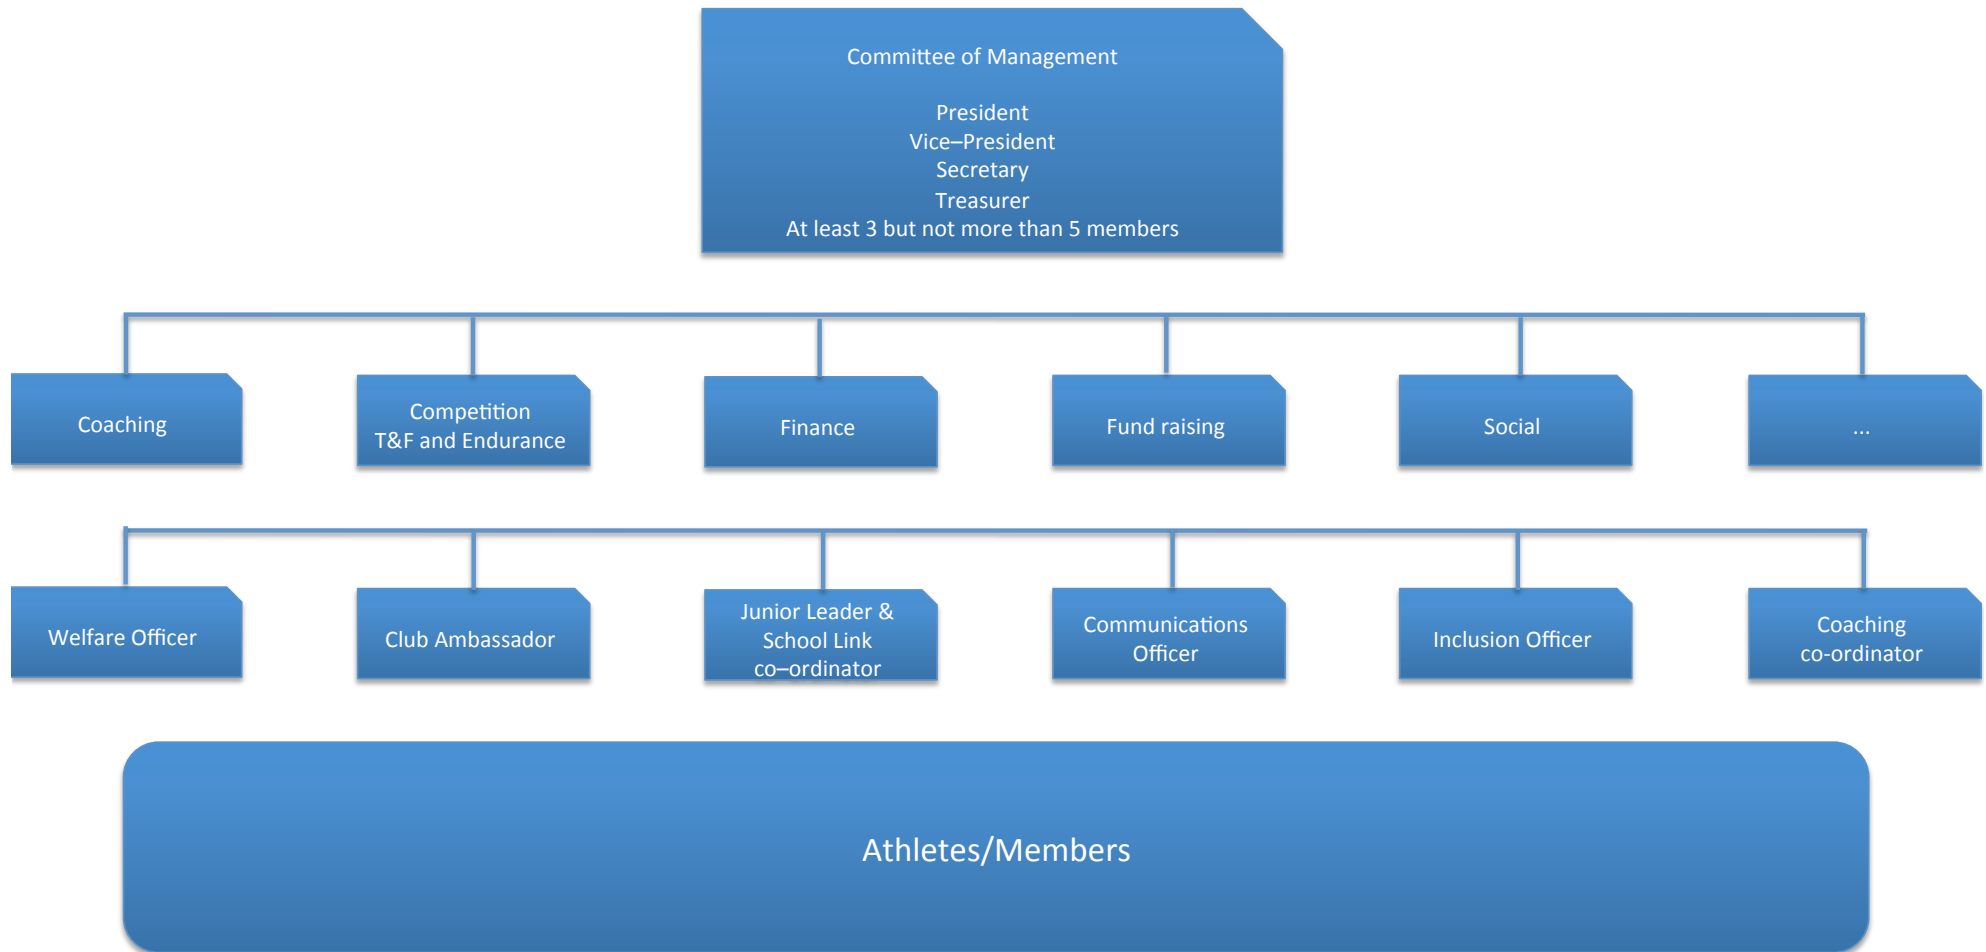 Committee of Management
President
Vice–President
Secretary
Treasurer
At least 3 but not more than 5 members
Coaching
Competition
T&F and Endurance
Finance
Fund raising
Social
...
Welfare Officer
Club Ambassador
Junior Leader &
School Link
co–ordinator
Communications
Officer
Inclusion Officer
Coaching
co-ordinator
Athletes/Members